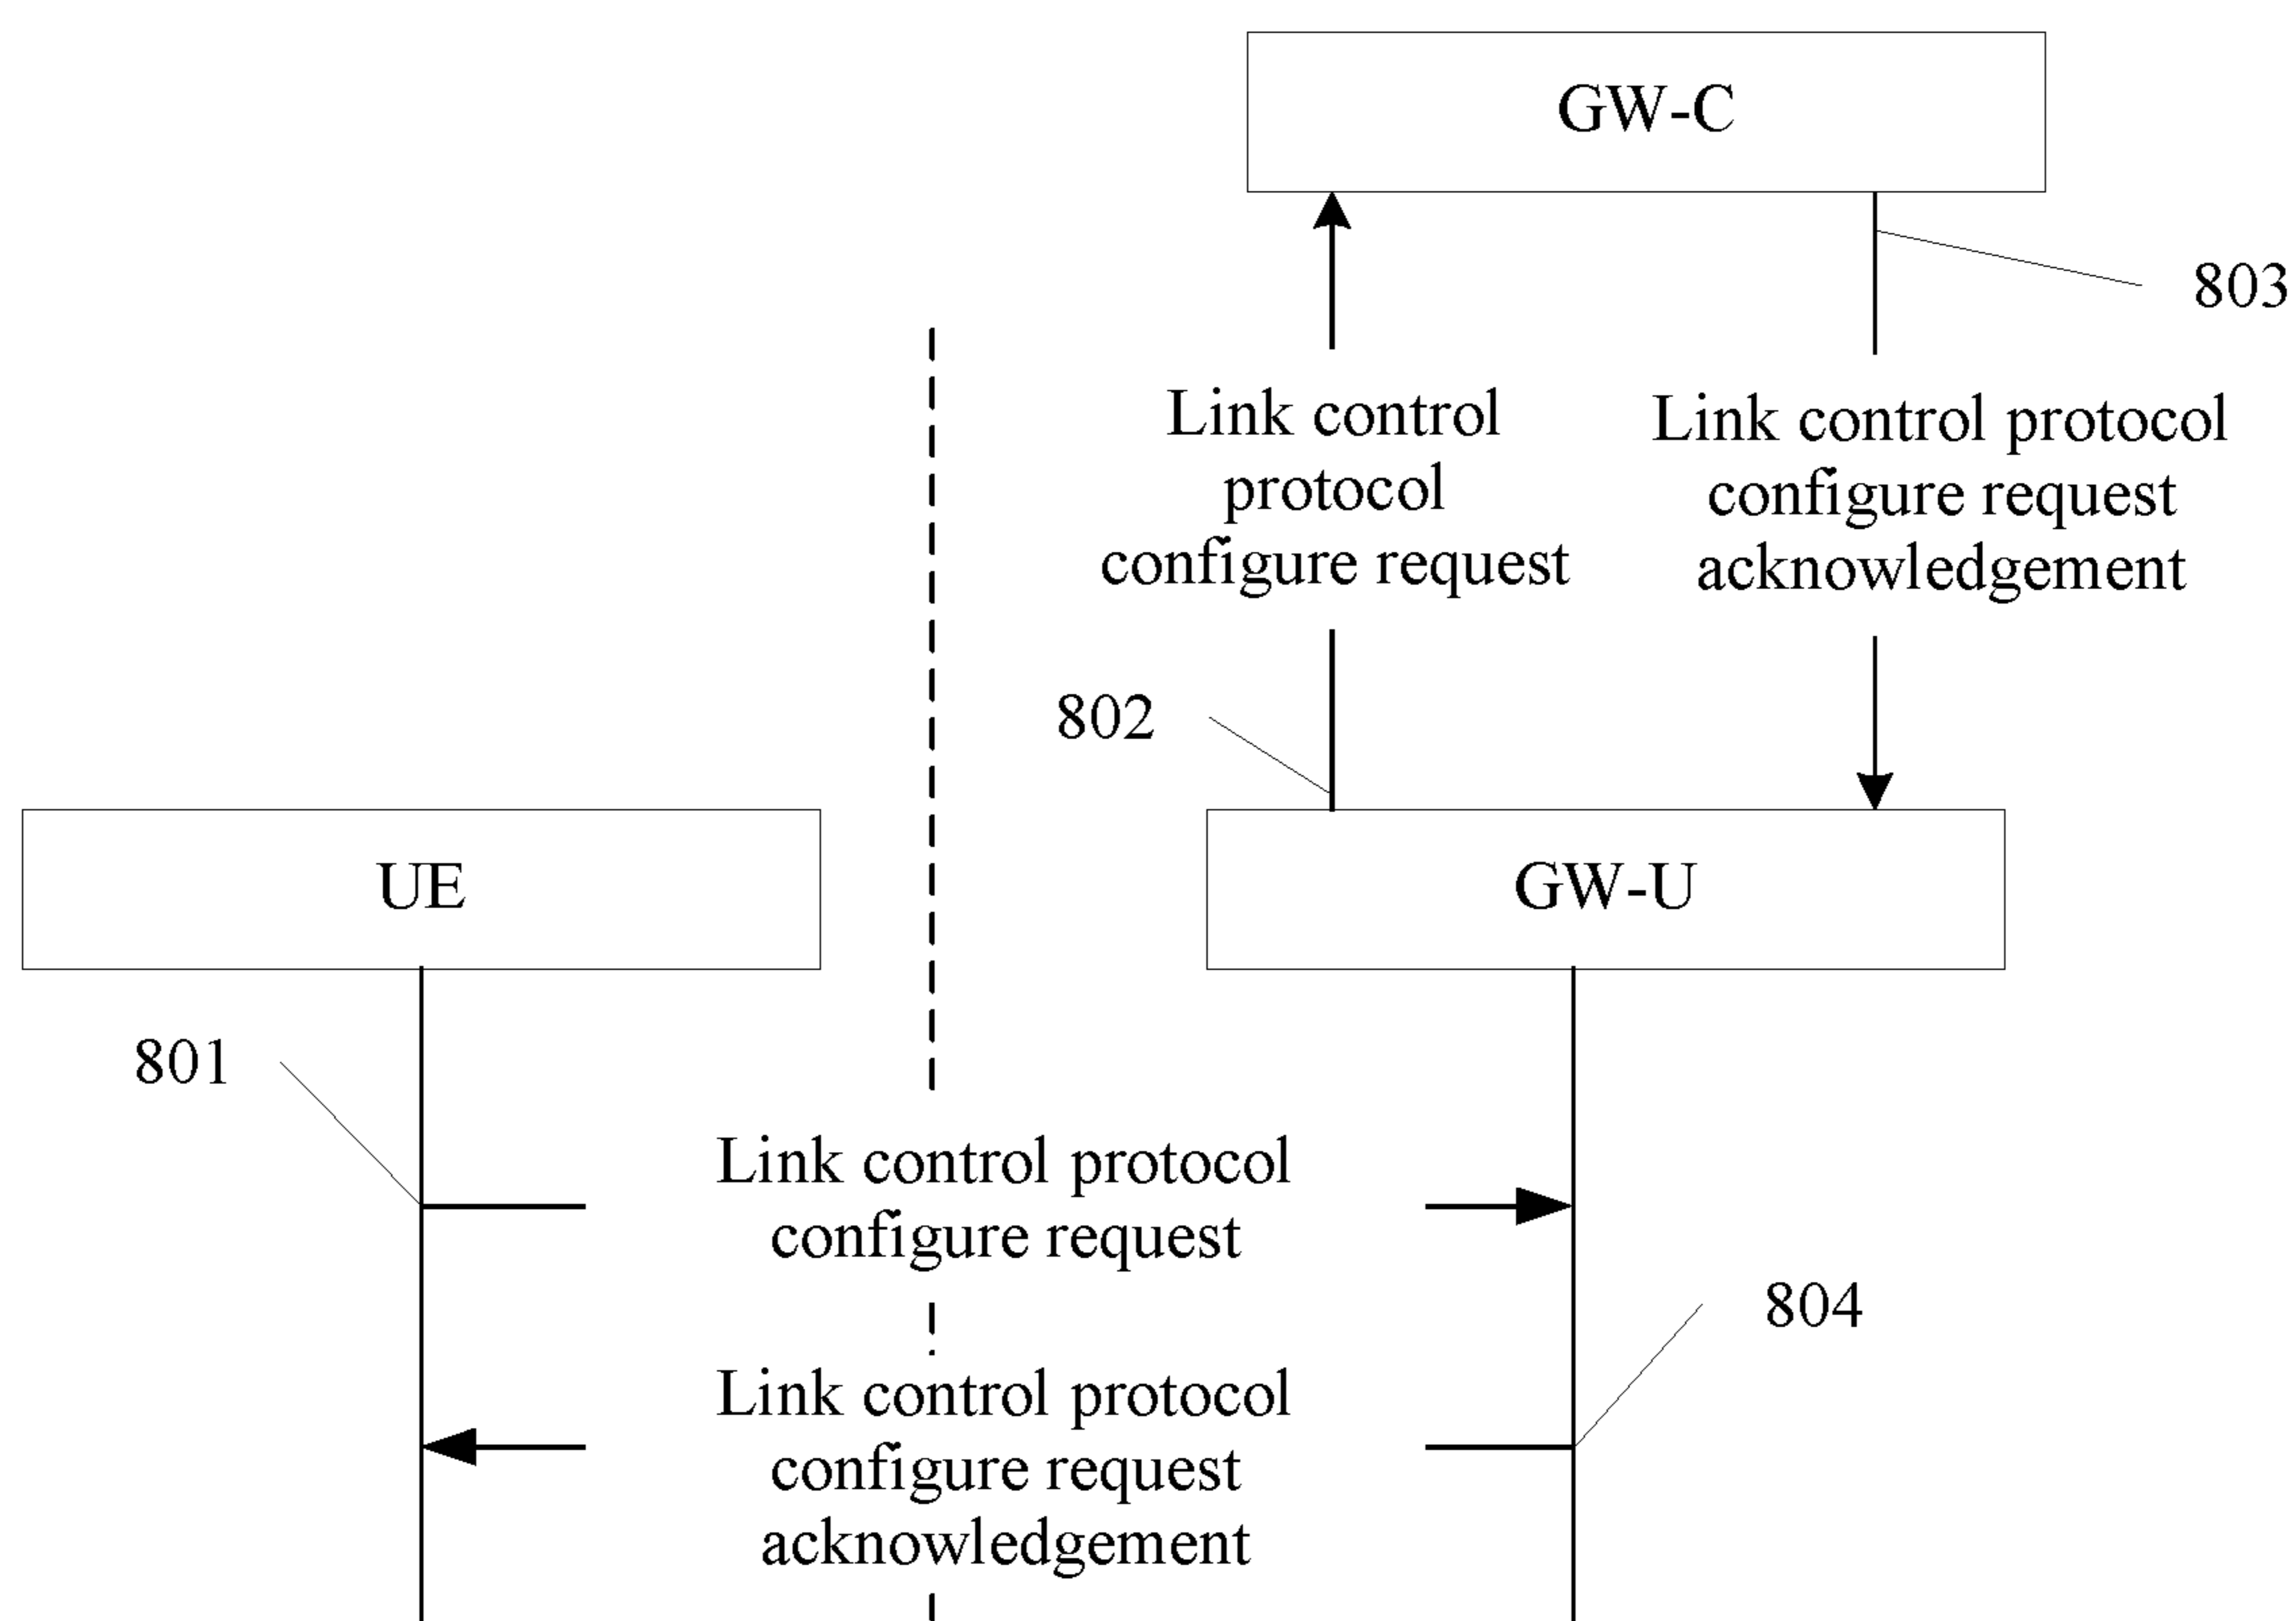 GW-C
803
Link control
protocol
configure request
Link control protocol
configure request
acknowledgement
802
UE
GW-U
801
Link control protocol
configure request
804
Link control protocol
configure request
acknowledgement